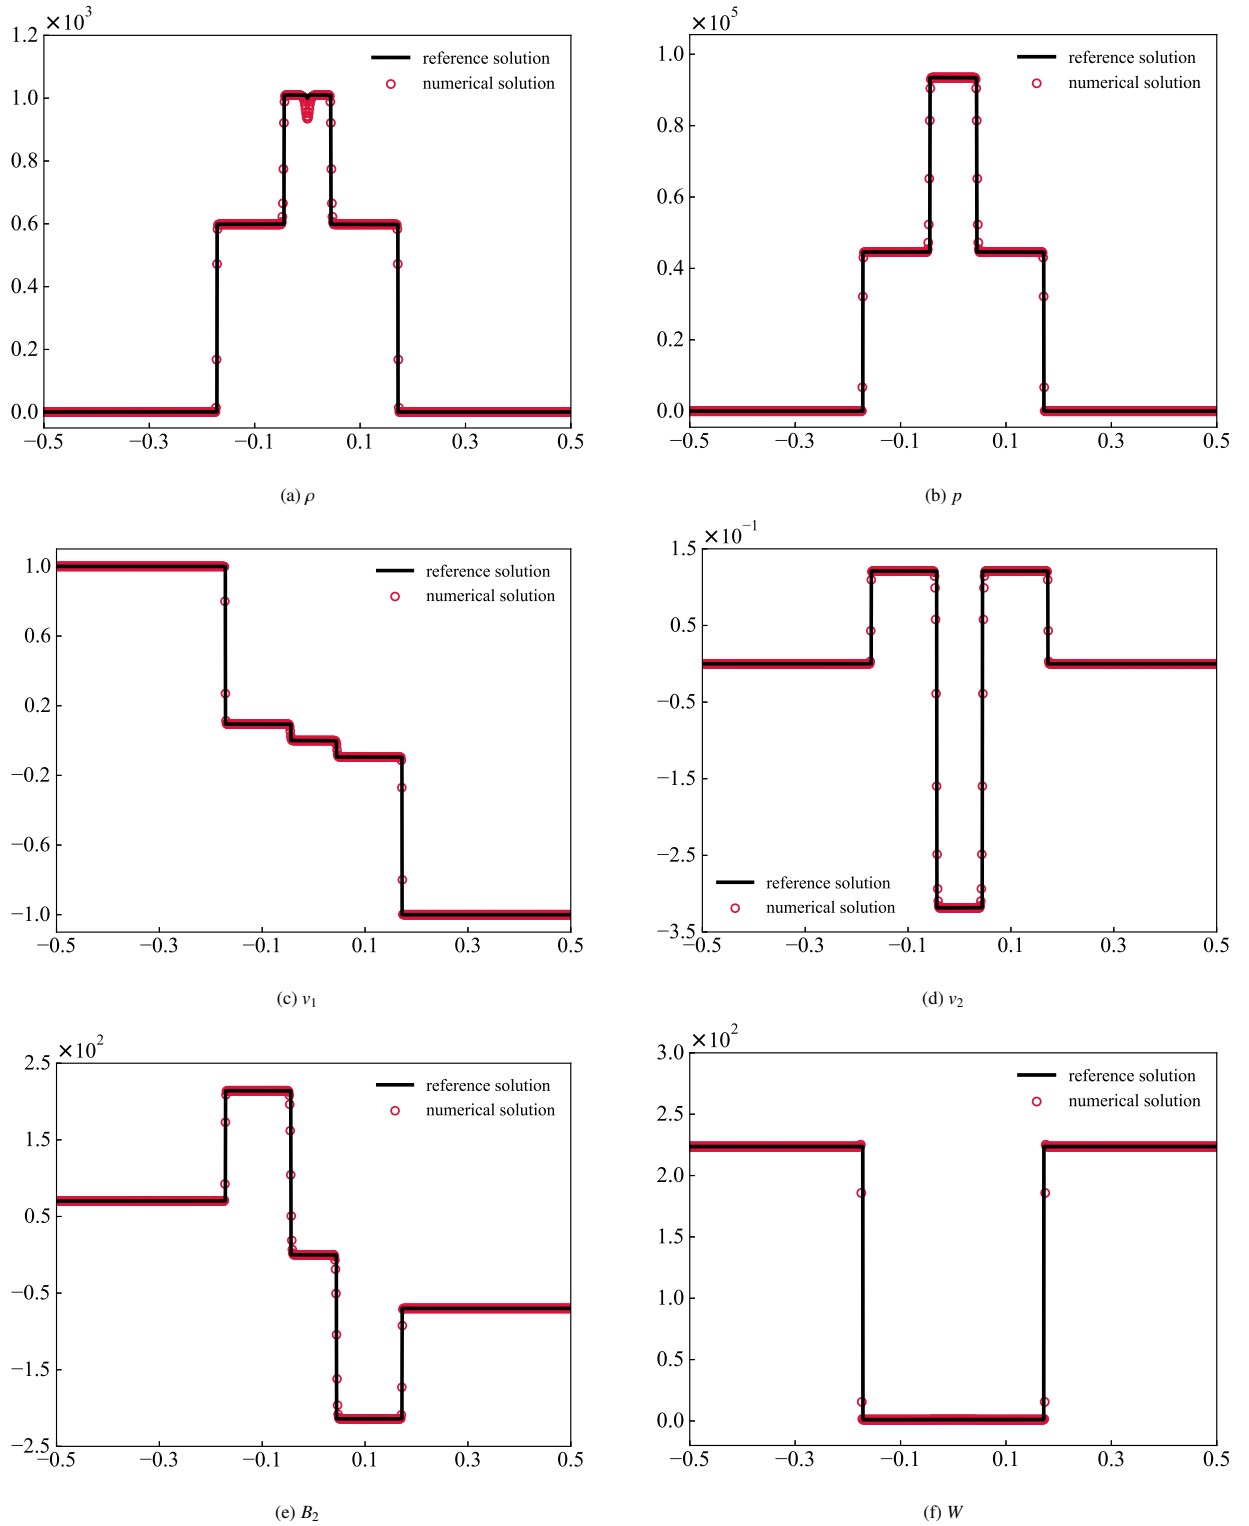 ×10³
1.2
1.0
0.8
0.6
0.4
0.2
0.0
−0.5 −0.3 −0.1 0.1 0.3 0.5
reference solution
numerical solution
(a) ρ
×10⁵
1.0
0.8
0.6
0.4
0.2
0.0
−0.5 −0.3 −0.1 0.1 0.3 0.5
reference solution
numerical solution
(b) p
1.0
0.6
0.2
−0.2
−0.6
−1.0
−0.5 −0.3 −0.1 0.1 0.3 0.5
reference solution
numerical solution
(c) v₁
×10⁻¹
1.5
0.5
−0.5
−1.5
−2.5
−3.5
−0.5 −0.3 −0.1 0.1 0.3 0.5
reference solution
numerical solution
(d) v₂
×10²
2.5
1.5
0.5
−0.5
−1.5
−2.5
−0.5 −0.3 −0.1 0.1 0.3 0.5
reference solution
numerical solution
(e) B₂
×10²
3.0
2.5
2.0
1.5
1.0
0.5
0.0
−0.5 −0.3 −0.1 0.1 0.3 0.5
reference solution
numerical solution
(f) W